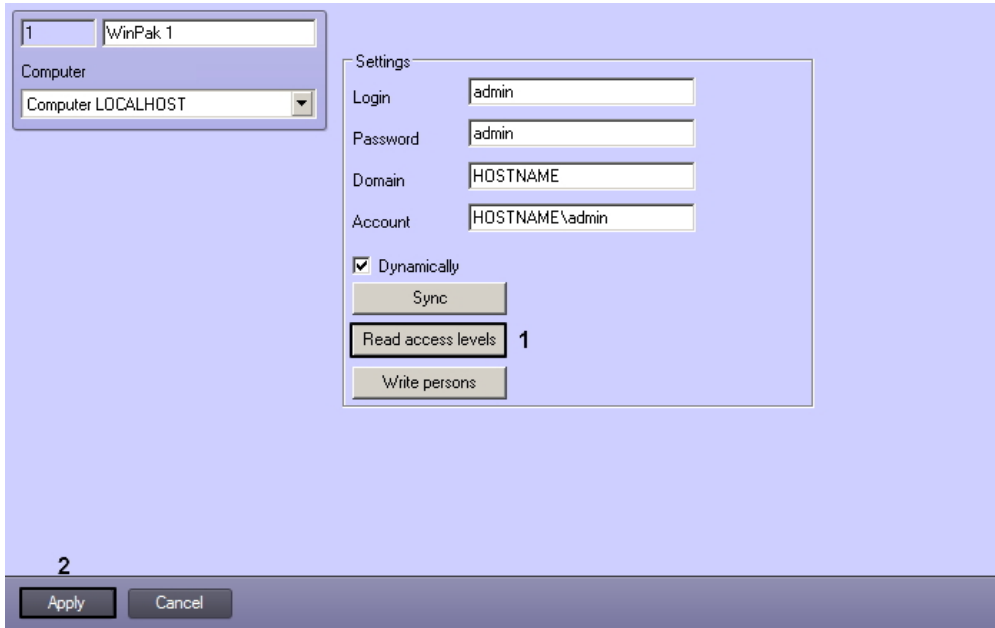 1 WinPak 1
Computer
Computer LOCALHOST
Settings
Login admin
Password admin
Domain HOSTNAME
Account HOSTNAME\admin
Dynamically
Sync
Read access levels 1
Write persons
2
Apply Cancel